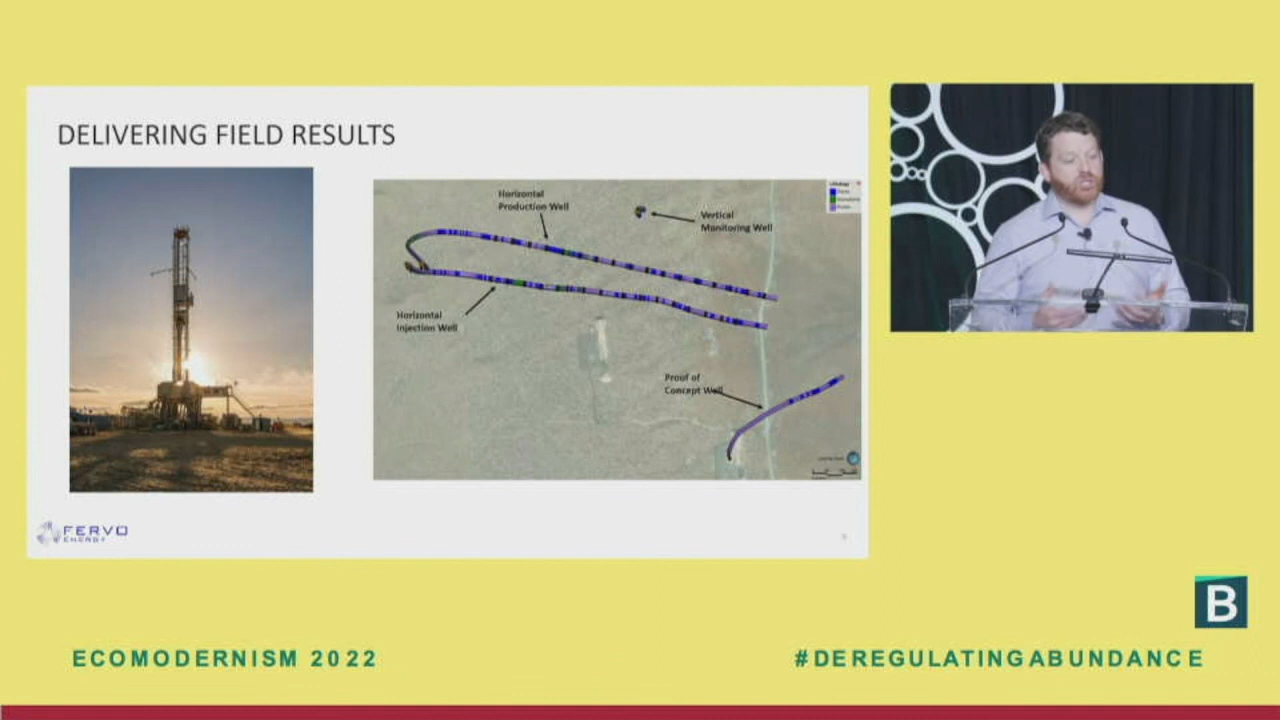 DELIVERING FIELD RESULTS
Horizontal
Production Well
Vertical
Monitoring Well
Horizontal
Injection Well
Proof of
Concept Well
FERVO
ENERGY
B
ECOMODERNISM 2022
#DEREGULATINGABUNDANCE